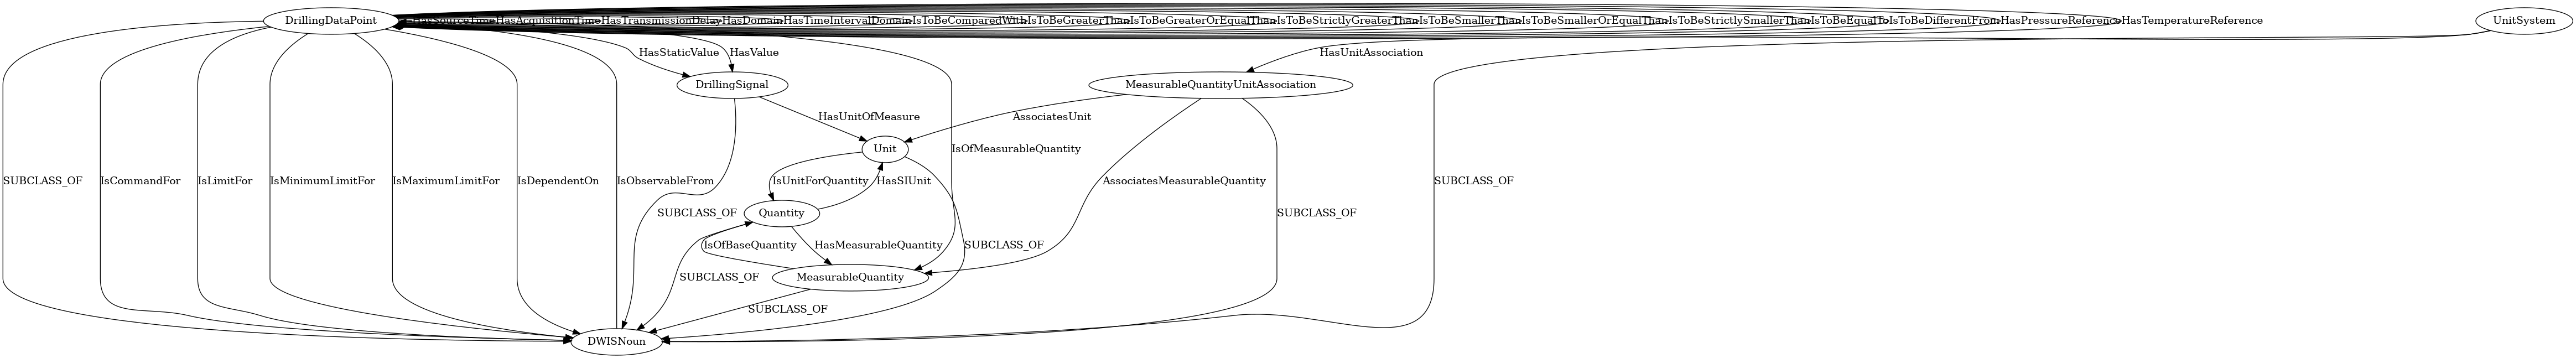 DrillingDataPoint
HasSourceTime
HasAcquisitionTime
HasTransmissionDelay
HasDomain
HasTimeIntervalDomain
IsToBeComparedWith
IsToBeGreaterThan
IsToBeGreaterOrEqualThan
IsToBeStrictlyGreaterThan
IsToBeSmallerThan
IsToBeSmallerOrEqualThan
IsToBeStrictlySmallerThan
IsToBeEqualTo
IsToBeDifferentFrom
HasPressureReference
HasTemperatureReference
UnitSystem
HasStaticValue
HasValue
HasUnitAssociation
DrillingSignal
MeasurableQuantityUnitAssociation
HasUnitOfMeasure
AssociatesUnit
Unit
IsOfMeasurableQuantity
SUBCLASS_OF
IsCommandFor
IsLimitFor
IsMinimumLimitFor
IsMaximumLimitFor
IsDependentOn
IsObservableFrom
IsUnitForQuantity
HasSIUnit
AssociatesMeasurableQuantity
SUBCLASS_OF
SUBCLASS_OF
Quantity
SUBCLASS_OF
IsOfBaseQuantity
HasMeasurableQuantity
SUBCLASS_OF
SUBCLASS_OF
MeasurableQuantity
SUBCLASS_OF
DWISNoun